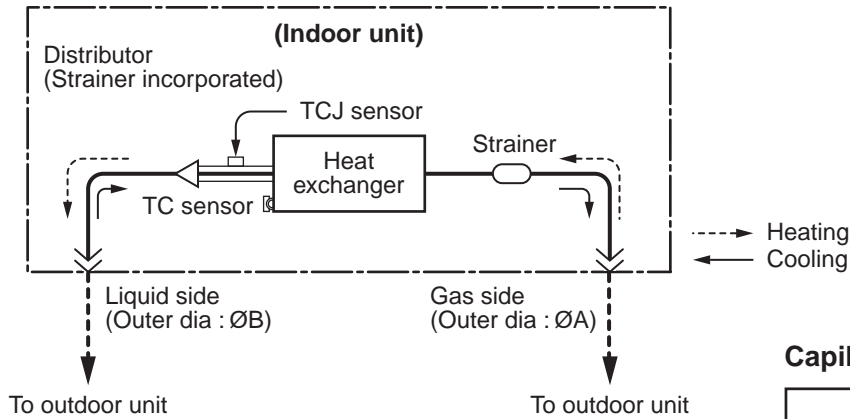 (Indoor unit)
Distributor
(Strainer incorporated)
TCJ sensor
Strainer
Heat
exchanger
TC sensor
Heating
Cooling
Liquid side
(Outer dia : ØB)
Gas side
(Outer dia : ØA)
Capil
To outdoor unit
To outdoor unit